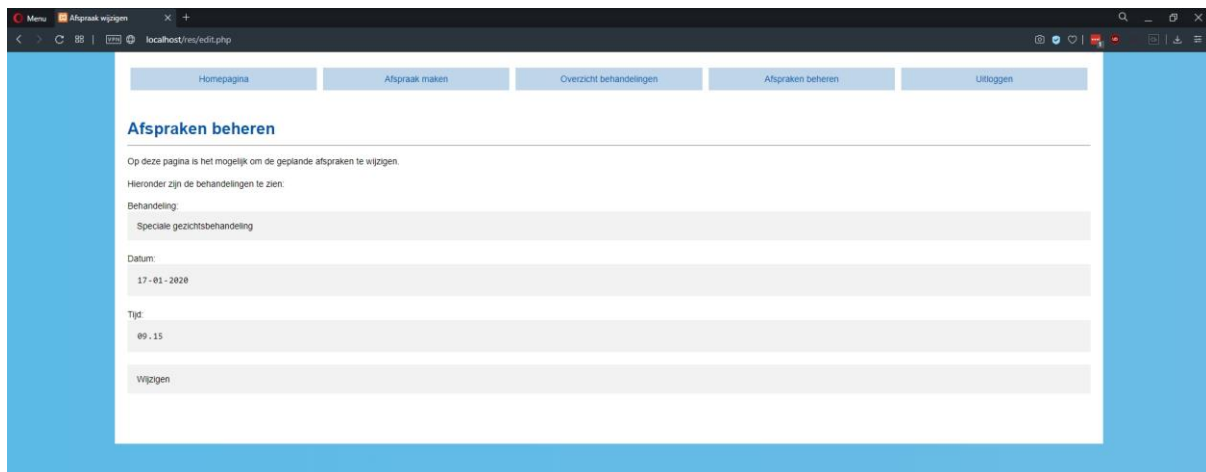 Menu Afspraak wijzigen
VPN localhost/res/edit.php
Homepagina Afspraak maken Overzicht behandelingen Afspraken beheren Uitloggen
Afspraken beheren
Op deze pagina is het mogelijk om de geplande afspraken te wijzigen.
Hieronder zijn de behandelingen te zien:
Behandeling:
Speciale gezichtsbehandeling
Datum:
17-01-2020
Tijd:
09.15
Wijzigen